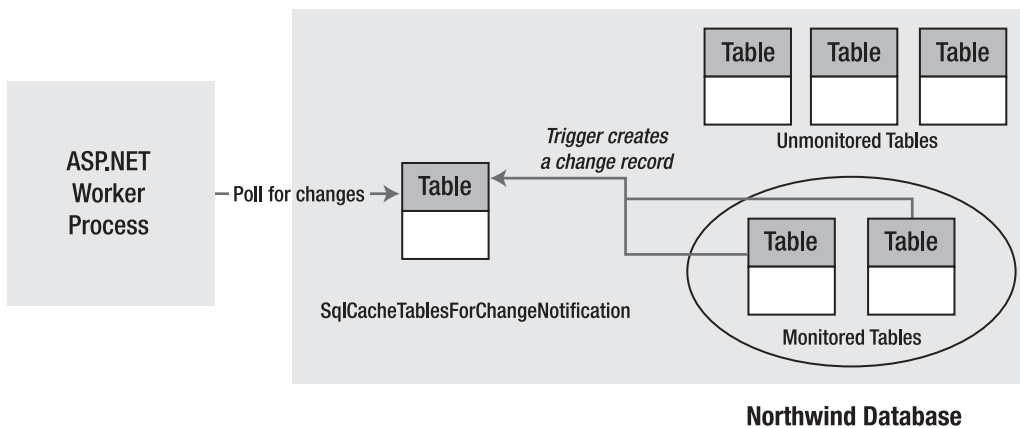 Table
Table
Table
Unmonitored Tables
Trigger creates
a change record
ASP.NET
Worker
Process
Poll for changes
Table
SqlCacheTablesForChangeNotification
Table
Table
Monitored Tables
Northwind Database